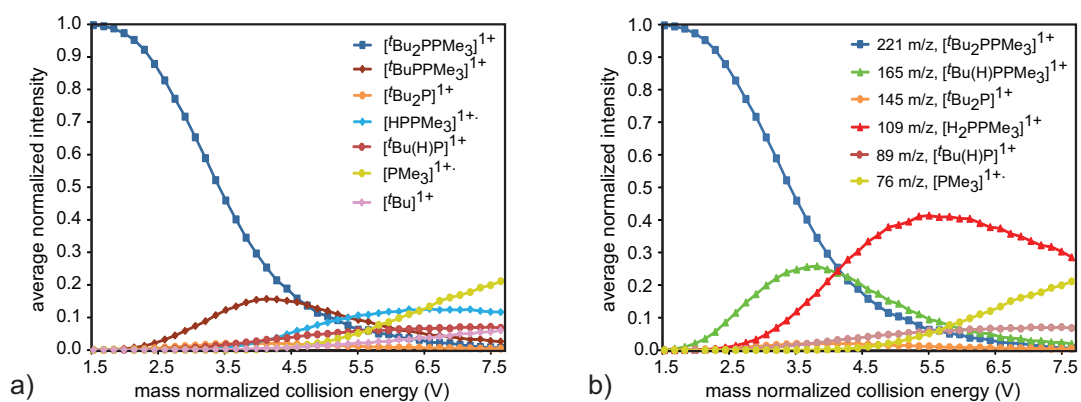 1.0
0.9
0.8
0.7
0.6
0.5
0.4
0.3
0.2
0.1
0.0
average normalized intensity
1.5 2.5 3.5 4.5 5.5 6.5 7.5
mass normalized collision energy (V)
[ᵗBu₂PPMe₃]¹⁺
[ᵗBuPPMe₃]¹⁺
[ᵗBu₂P]¹⁺
[HPPMe₃]¹⁺·
[ᵗBu(H)P]¹⁺
[PMe₃]¹⁺·
[ᵗBu]¹⁺
a)
1.0
0.9
0.8
0.7
0.6
0.5
0.4
0.3
0.2
0.1
0.0
average normalized intensity
1.5 2.5 3.5 4.5 5.5 6.5 7.5
mass normalized collision energy (V)
221 m/z, [ᵗBu₂PPMe₃]¹⁺
165 m/z, [ᵗBu(H)PPMe₃]¹⁺
145 m/z, [ᵗBu₂P]¹⁺
109 m/z, [H₂PPMe₃]¹⁺
89 m/z, [ᵗBu(H)P]¹⁺
76 m/z, [PMe₃]¹⁺·
b)